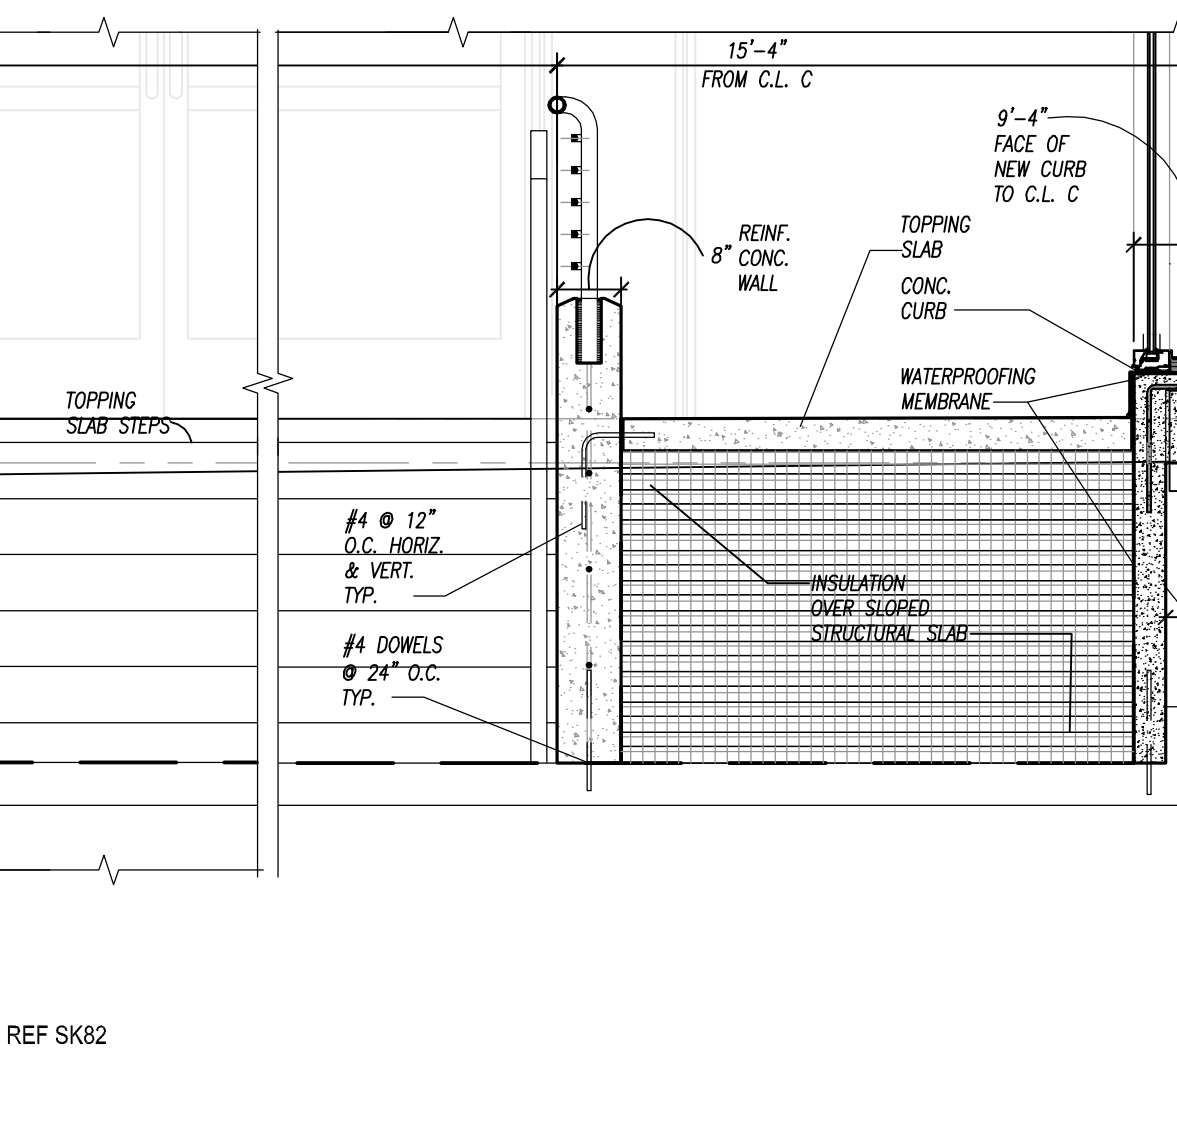 15'-4"
FROM C.L. C
9'-4"
FACE OF
NEW CURB
TO C.L. C
8" REINF.
CONC.
WALL
TOPPING
SLAB
CONC.
CURB
WATERPROOFING
MEMBRANE
TOPPING
SLAB STEPS
#4 @ 12"
O.C. HORIZ.
& VERT.
TYP.
INSULATION
OVER SLOPED
STRUCTURAL SLAB
#4 DOWELS
@ 24" O.C.
TYP.
REF SK82